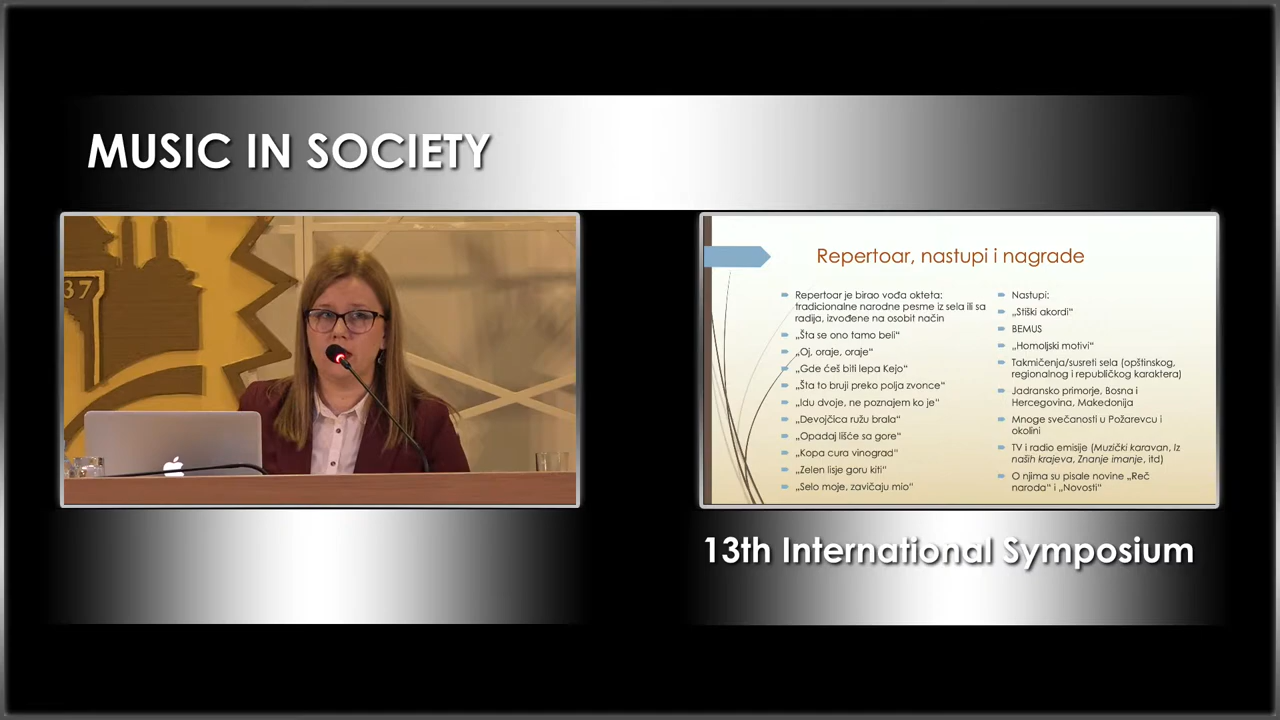 MUSIC IN SOCIETY
37
Repertoar, nastupi i nagrade
Repertoar je birao vođa okteta:
tradicionalne narodne pesme iz sela ili sa
radija, izvođene na osobit način
„Šta se ono tamo beli“
„Oj, oraje, oraje“
„Gde ćeš biti lepa Kejo“
„Šta to bruji preko polja zvonce“
„Idu dvoje, ne poznajem ko je“
„Devojčica ružu brala“
„Opadaj lišće sa gore“
„Kopa cura vinograd“
„Zelen lisje goru kiti“
„Selo moje, zavičaju mio“
Nastupi:
„Stiški akordi“
BEMUS
„Homoljski motivi“
Takmičenja/susreti sela (opštinskog,
regionalnog i republičkog karaktera)
Jadransko primorje, Bosna i
Hercegovina, Makedonija
Mnoge svečanosti u Požarevcu i
okolini
TV i radio emisije (Muzički karavan, Iz
naših krajeva, Znanje imanje, itd)
O njima su pisale novine „Reč
naroda“ i „Novosti“
13th International Symposium